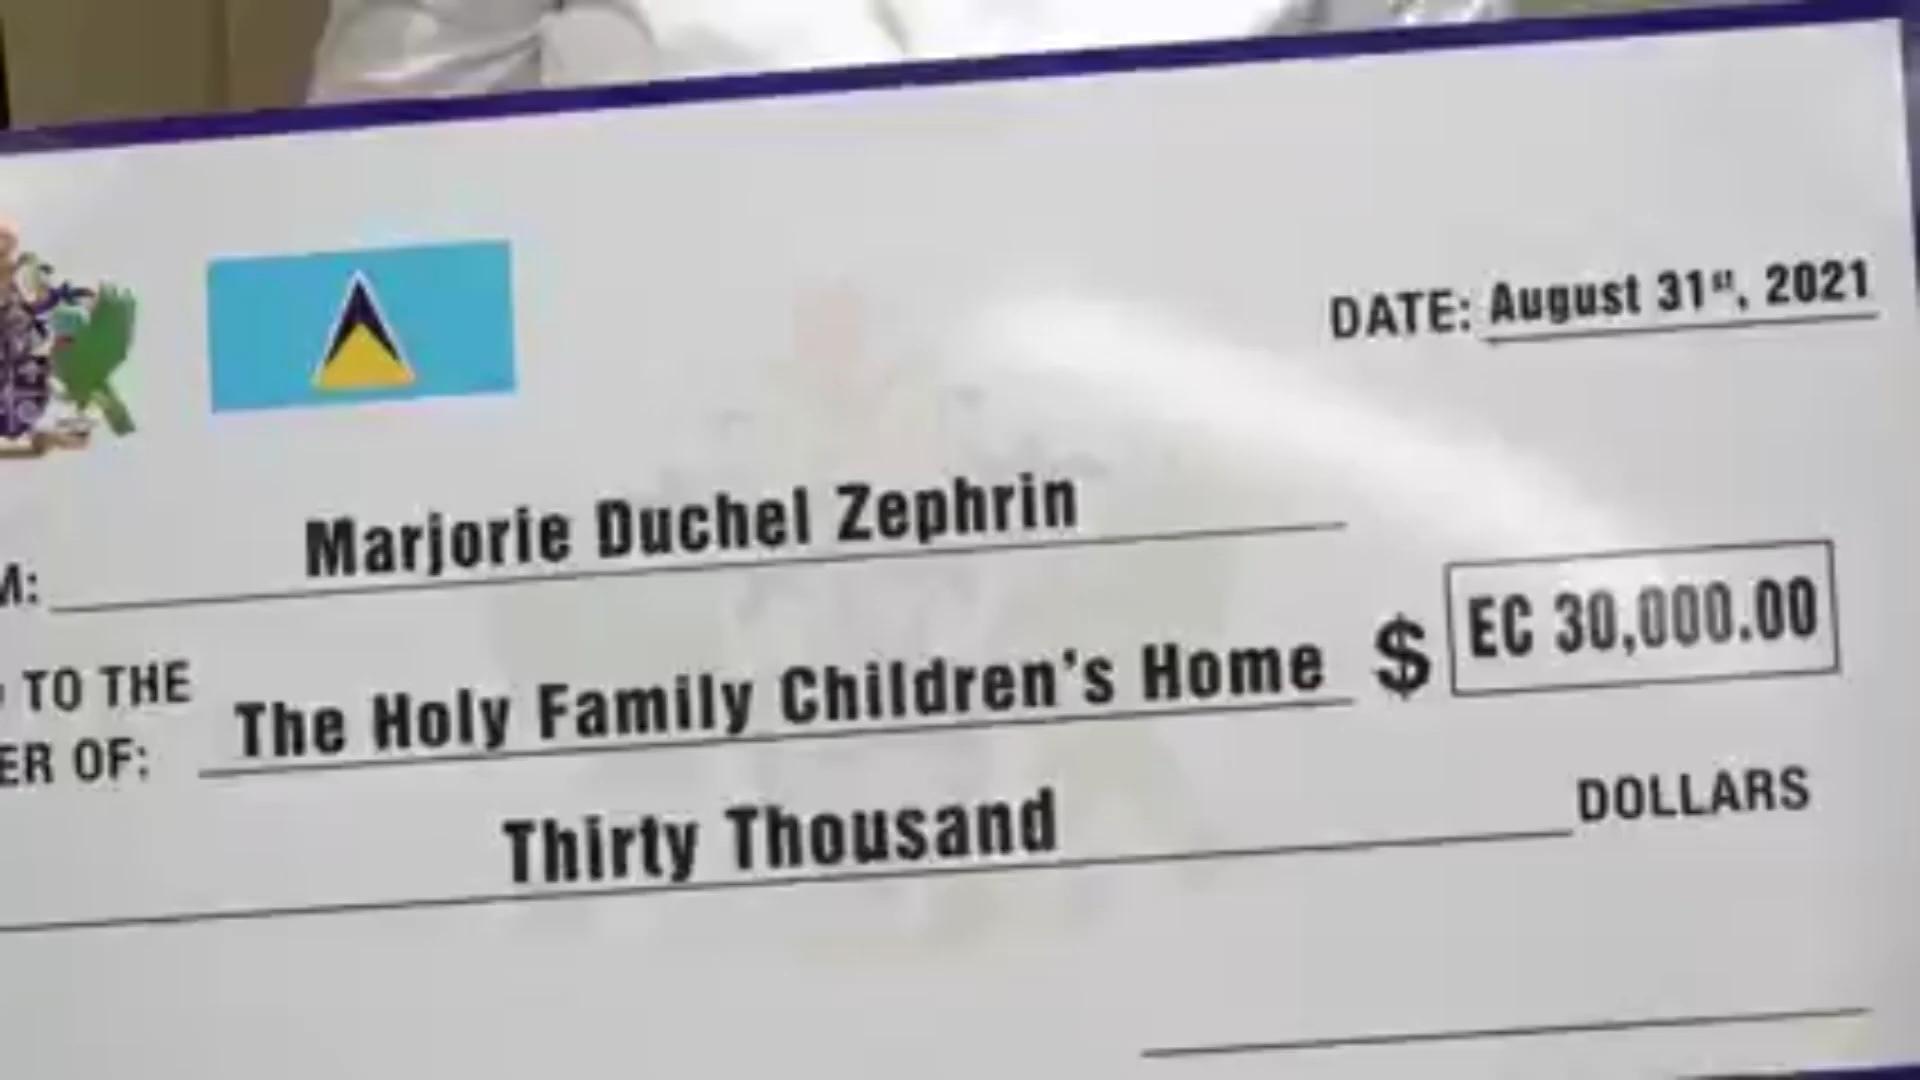 DATE: August 31st, 2021
M: Marjorie Duchel Zephrin
TO THE
ER OF: The Holy Family Children's Home $ EC 30,000.00
Thirty Thousand DOLLARS